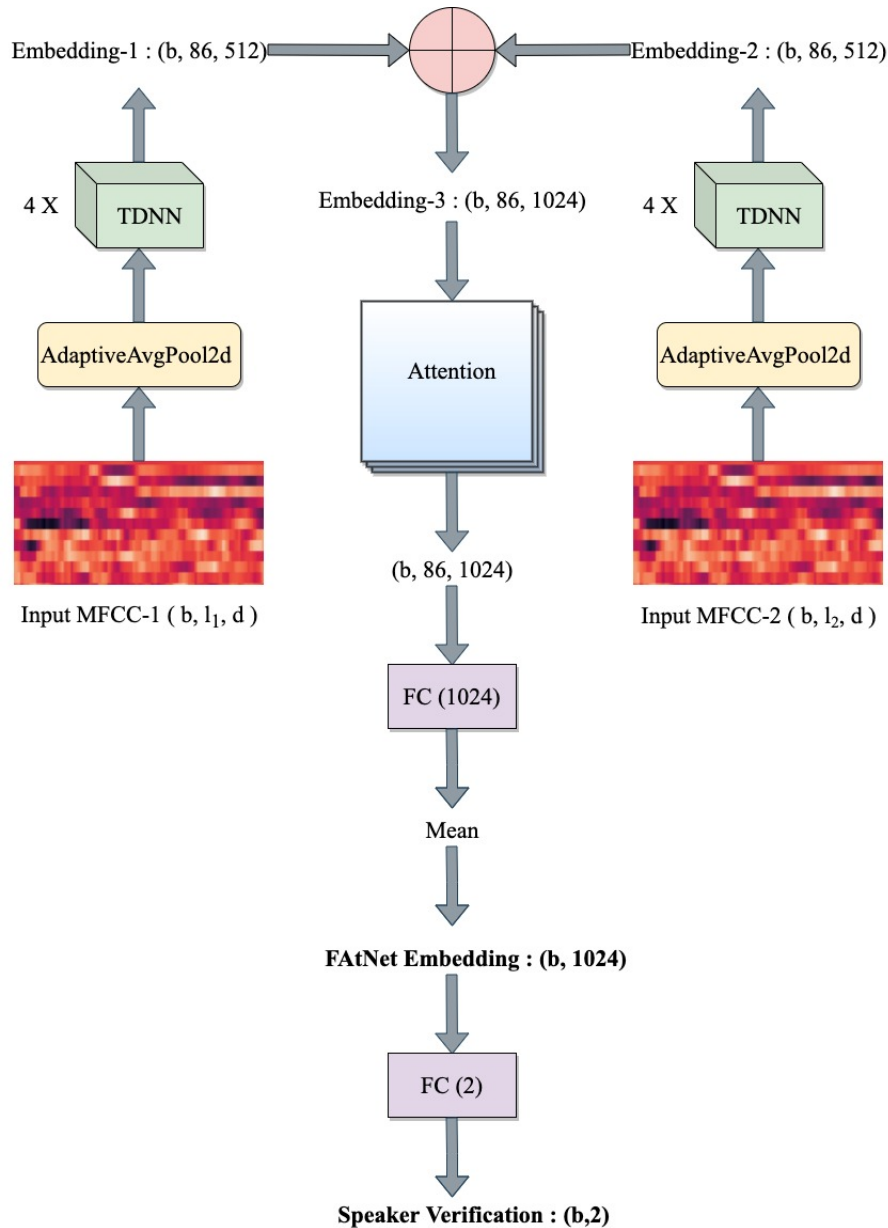 Embedding-1 : (b, 86, 512)
Embedding-2 : (b, 86, 512)
4 X
TDNN
Embedding-3 : (b, 86, 1024)
4 X
TDNN
AdaptiveAvgPool2d
Attention
AdaptiveAvgPool2d
Input MFCC-1 ( b, l₁, d )
(b, 86, 1024)
Input MFCC-2 ( b, l₂, d )
FC (1024)
Mean
FAtNet Embedding : (b, 1024)
FC (2)
Speaker Verification : (b,2)